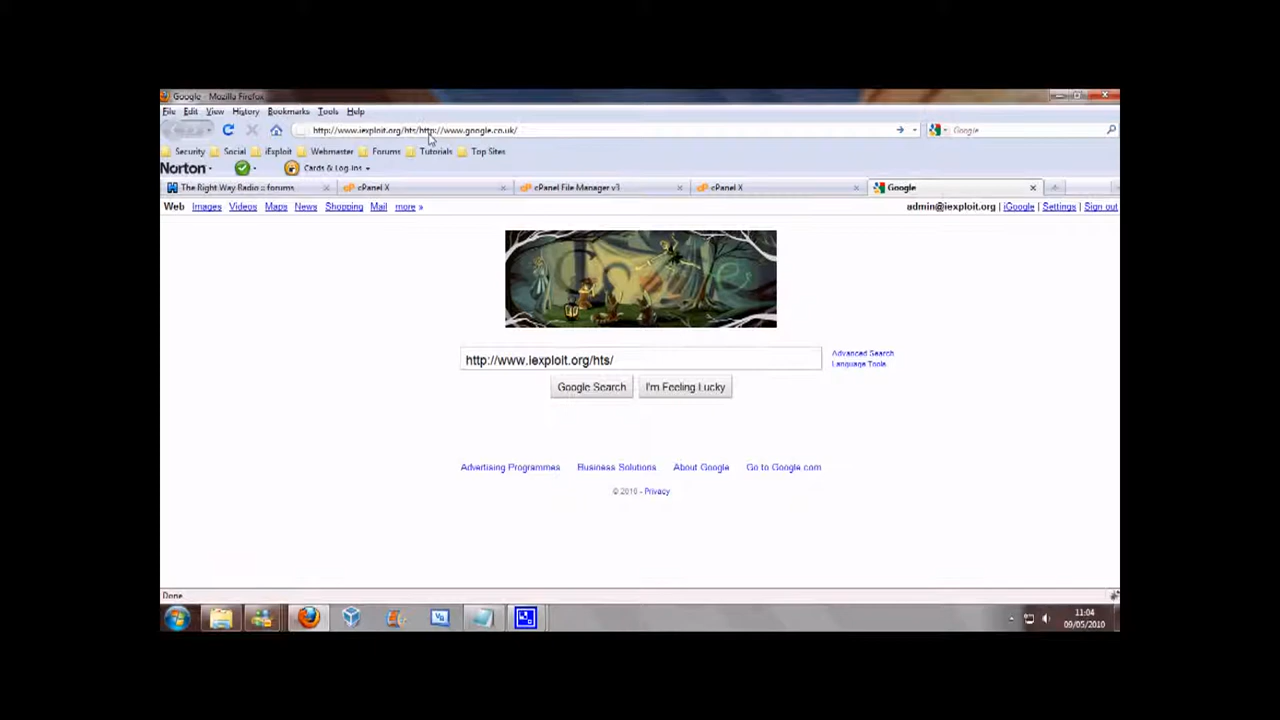 Google - Mozilla Firefox
File Edit View History Bookmarks Tools Help
http://www.iexploit.org/hts/http://www.google.co.uk/
Google
Security Social iExploit Webmaster Forums Tutorials Top Sites
Norton Cards & Log-ins
The Right Way Radio :: forums cPanel X cPanel File Manager v3 cPanel X Google
Web Images Videos Maps News Shopping Mail more » admin@iexploit.org | iGoogle | Settings | Sign out
Google
http://www.iexploit.org/hts/
Advanced Search
Language Tools
Google Search I'm Feeling Lucky
Advertising Programmes Business Solutions About Google Go to Google.com
© 2010 - Privacy
Done
11:04
09/05/2010